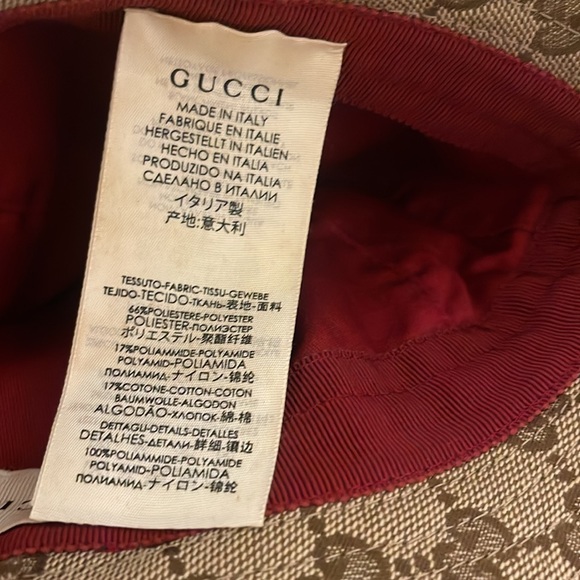 GUCCI
MADE IN ITALY
FABRIQUE EN ITALIE
HERGESTELLT IN ITALIEN
HECHO EN ITALIA
PRODUZIDO NA ITALIA
СДЕЛАНО В ИТАЛИИ
イタリア製
产地:意大利
TESSUTO-FABRIC-TISSU-GEWEBE
TEJIDO-TECIDO-ТКАНЬ-表地-面料
66%POLIESTERE-POLYESTER
POLIESTER-ПОЛИЭСТЕР
ポリエステル-聚酯纤维
17%POLIAMMIDE-POLYAMIDE
POLYAMID-POLIAMIDA
ПОЛИАМИД-ナイロン-锦纶
17%COTONE-COTTON-COTON
BAUMWOLLE-ALGODON
ALGODÃO-ХЛОПОК-綿-棉
DETTAGLI-DETAILS-DETALLES
DETALHES-ДЕТАЛИ-詳細-镶边
100%POLIAMMIDE-POLYAMIDE
POLYAMID-POLIAMIDA
ПОЛИАМИД-ナイロン-锦纶